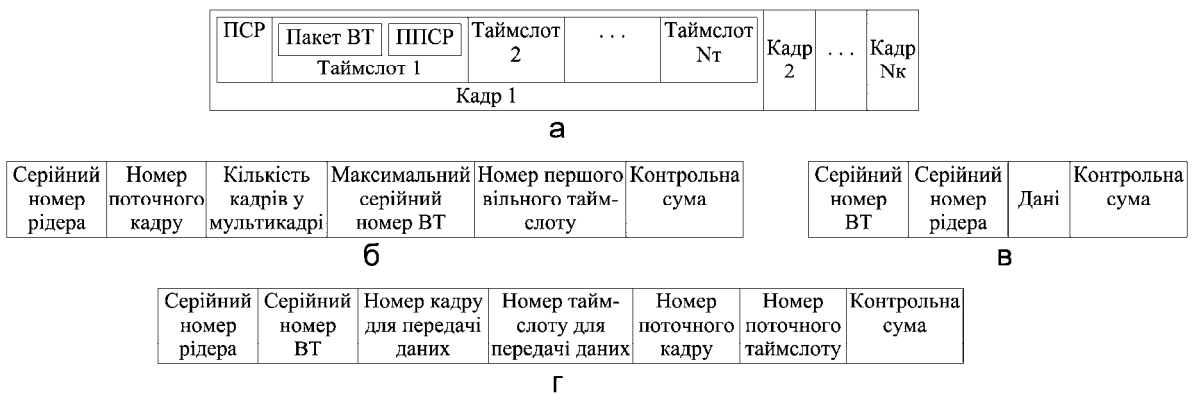 ПСР
Пакет ВТ
ППСР
Таймслот 1
Таймслот
2
. . .
Таймслот
Nт
Кадр 1
Кадр
2
. . .
Кадр
Nк
а
Серійний
номер
рідера
Номер
поточного
кадру
Кількість
кадрів у
мультикадрі
Максимальний
серійний
номер ВТ
Номер першого
вільного тайм-
слоту
Контрольна
сума
б
Серійний
номер
ВТ
Серійний
номер
рідера
Дані
Контрольна
сума
в
Серійний
номер
рідера
Серійний
номер
ВТ
Номер кадру
для передачі
даних
Номер тайм-
слоту для
передачі даних
Номер
поточного
кадру
Номер
поточного
таймслоту
Контрольна
сума
г